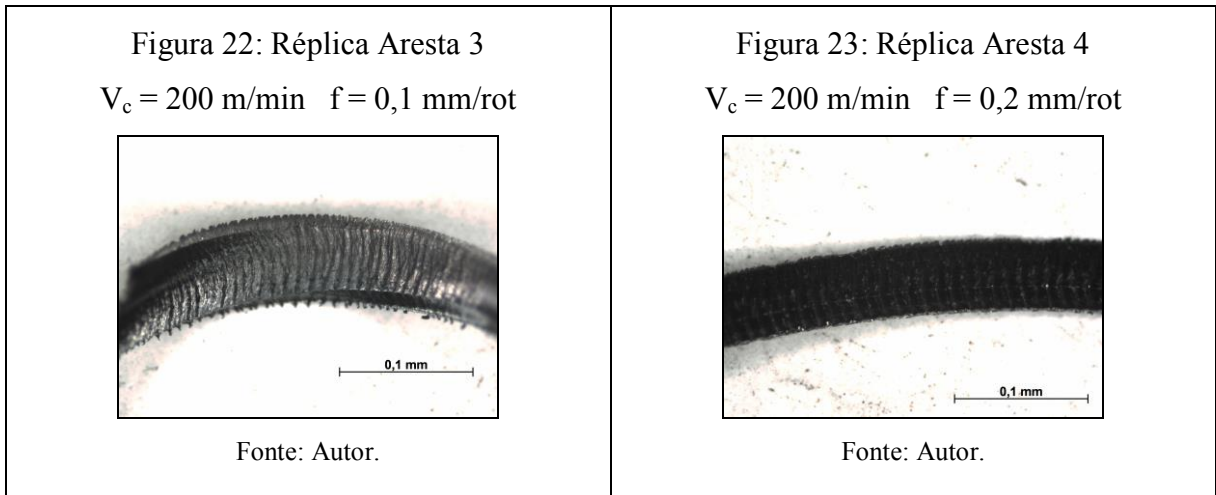 Figura 22: Réplica Aresta 3
Vc = 200 m/min   f = 0,1 mm/rot
0,1 mm
Fonte: Autor.
Figura 23: Réplica Aresta 4
Vc = 200 m/min   f = 0,2 mm/rot
0,1 mm
Fonte: Autor.